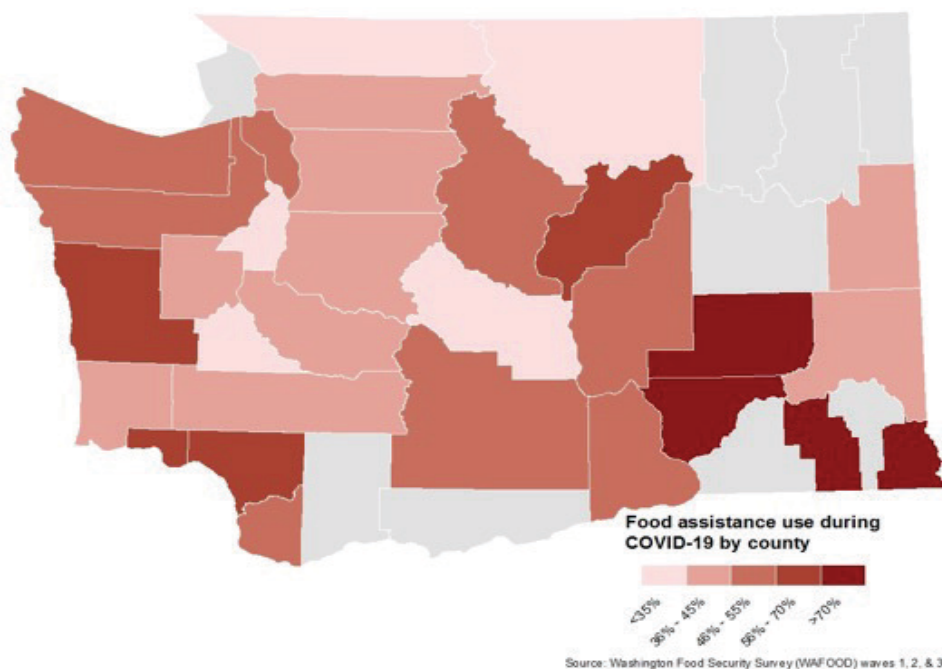 Food assistance use during
COVID-19 by county
<35%
36% - 45%
46% - 55%
56% - 70%
>70%
Source: Washington Food Security Survey (WAFOOD) waves 1, 2, & 3